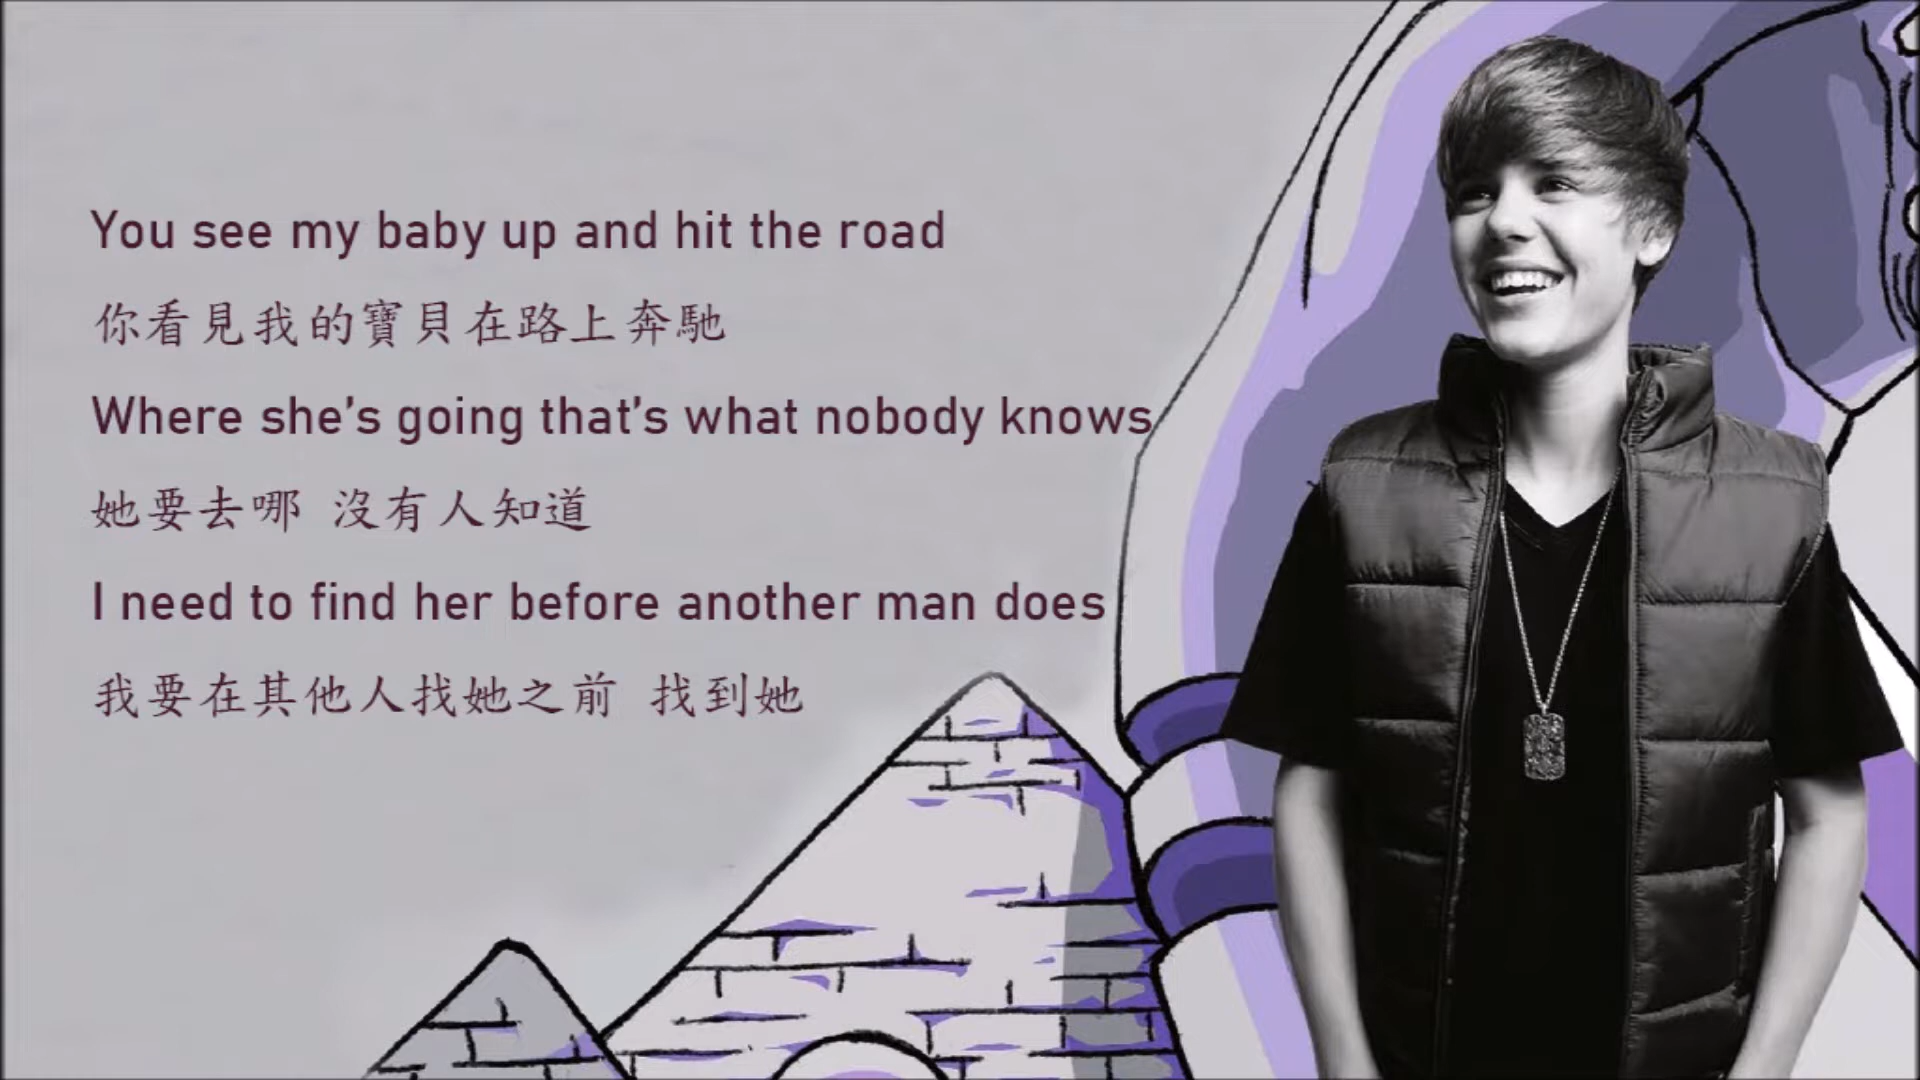 You see my baby up and hit the road
你看見我的寶貝在路上奔馳
Where she's going that's what nobody knows
她要去哪 沒有人知道
I need to find her before another man does
我要在其他人找她之前 找到她